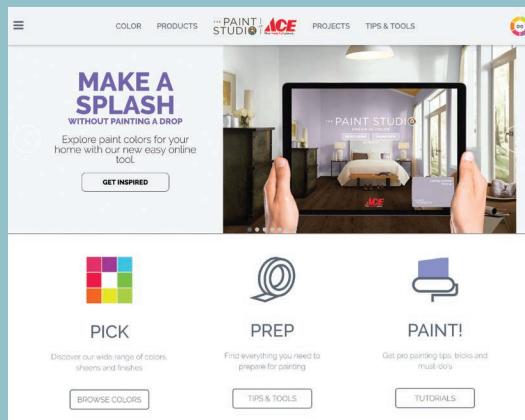 COLOR PRODUCTS THE PAINT STUDIO AT ACE PROJECTS TIPS & TOOLS
MAKE A
SPLASH
WITHOUT PAINTING A DROP
Explore paint colors for your
home with our new easy online
tool.
GET INSPIRED
THE PAINT STUDIO
ACE
PICK
Discover our wide range of colors,
sheens and finishes
BROWSE COLORS
PREP
Find everything you need to
prepare for painting
TIPS & TOOLS
PAINT!
Get pro painting tips, tricks and
must-do's
TUTORIALS